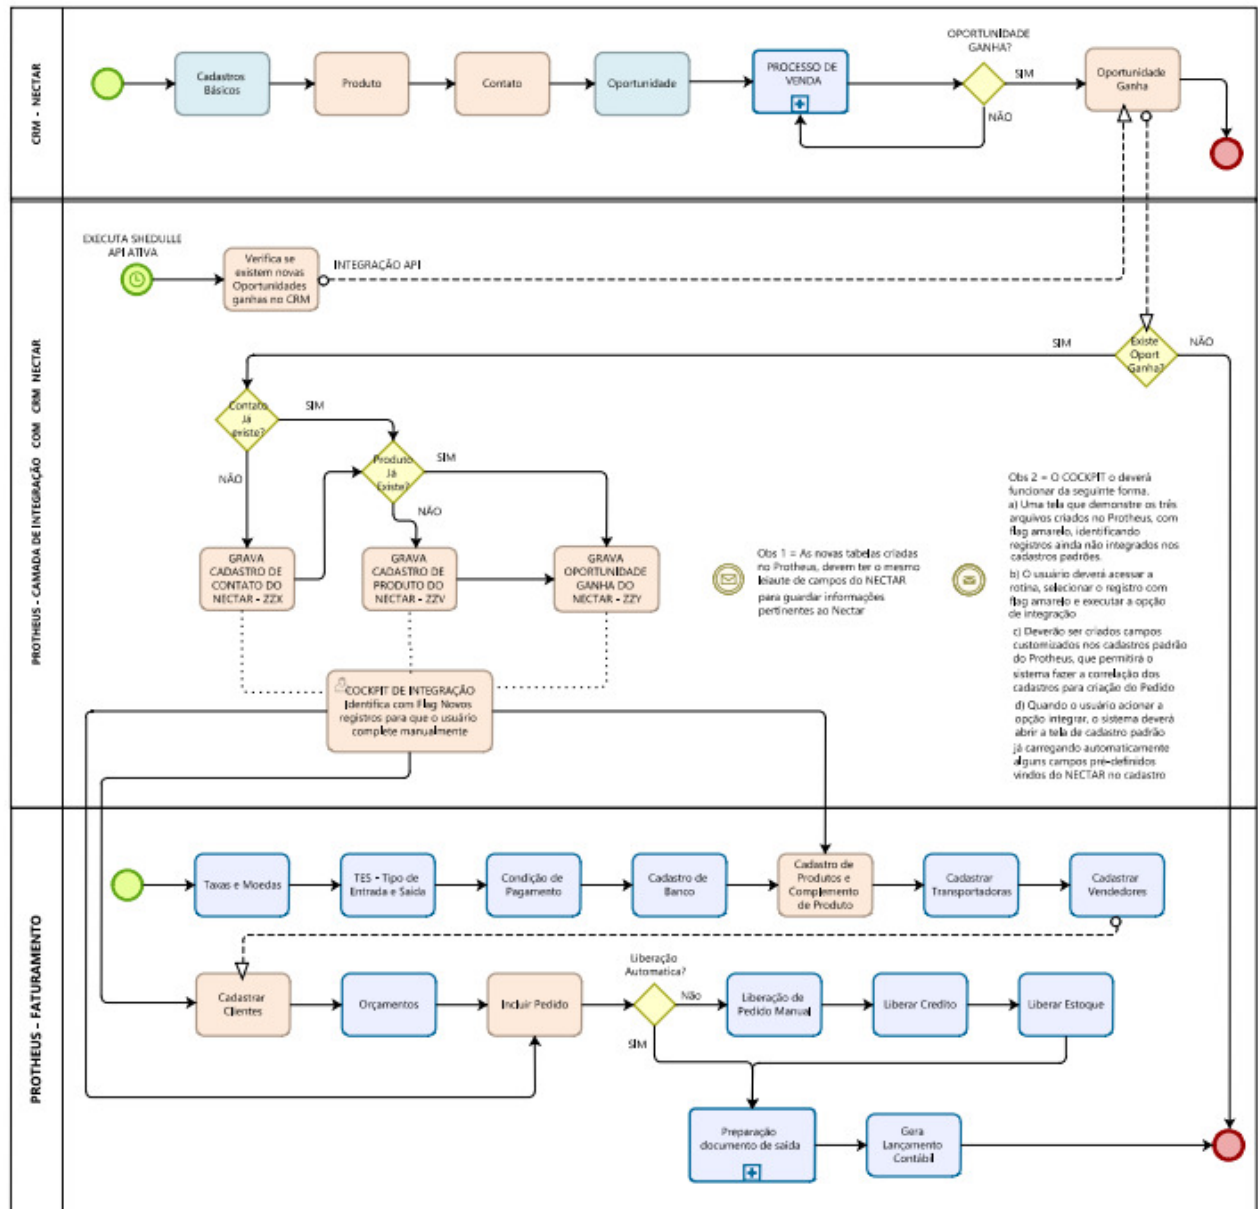 CRM - NECTAR
Cadastros
Básicos
Produto
Contato
Oportunidade
PROCESSO DE
VENDA
OPORTUNIDADE
GANHA?
SIM
NÃO
Oportunidade
Ganha
PROTHEUS - CAMADA DE INTEGRAÇÃO COM CRM NECTAR
EXECUTA SHEDULLE
API ATIVA
Verifica se
existem novas
Oportunidades
ganhas no CRM
INTEGRAÇÃO API
Existe
Oport
Ganha?
SIM
NÃO
Contato
Já
existe?
SIM
NÃO
Produto
Já
Existe?
SIM
NÃO
GRAVA
CADASTRO DE
CONTATO DO
NECTAR - ZZX
GRAVA
CADASTRO DE
PRODUTO DO
NECTAR - ZZV
GRAVA
OPORTUNIDADE
GANHA DO
NECTAR - ZZY
Obs 1 = As novas tabelas criadas
no Protheus, devem ter o mesmo
leiaute de campos do NECTAR
para guardar informações
pertinentes ao Nectar
Obs 2 = O COCKPIT o deverá
funcionar da seguinte forma.
a) Uma tela que demonstre os três
arquivos criados no Protheus, com
flag amarelo, identificando
registros ainda não integrados nos
cadastros padrões.
b) O usuário deverá acessar a
rotina, selecionar o registro com
flag amarelo e executar a opção
de integração
c) Deverão ser criados campos
customizados nos cadastros padrão
do Protheus, que permitirá o
sistema fazer a correlação dos
cadastros para criação do Pedido
d) Quando o usuário acionar a
opção integrar, o sistema deverá
abrir a tela de cadastro padrão
já carregando automaticamente
alguns campos pré-definidos
vindos do NECTAR no cadastro
COCKPIT DE INTEGRAÇÃO
Identifica com Flag Novos
registros para que o usuário
complete manualmente
PROTHEUS - FATURAMENTO
Taxas e Moedas
TES - Tipo de
Entrada e Saída
Condição de
Pagamento
Cadastro de
Banco
Cadastro de
Produtos e
Complemento
de Produto
Cadastrar
Transportadoras
Cadastrar
Vendedores
Cadastrar
Clientes
Orçamentos
Incluir Pedido
Liberação
Automatica?
Não
SIM
Liberação de
Pedido Manual
Liberar Credito
Liberar Estoque
Preparação
documento de saída
Gera
Lançamento
Contábil